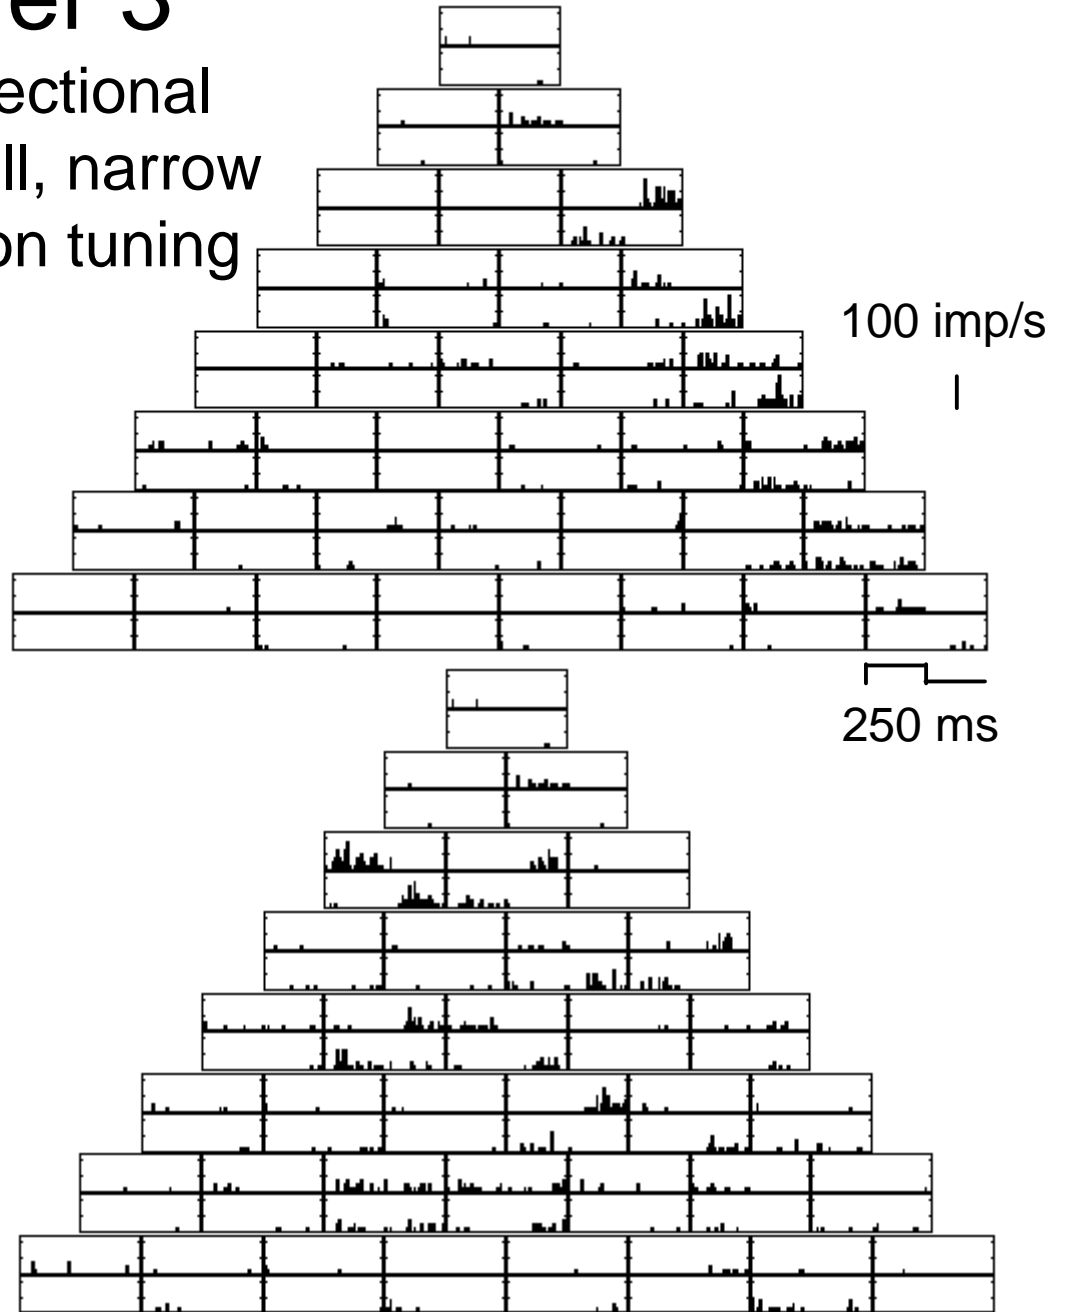 er 3
ectional
ll, narrow
on tuning
100 imp/s
250 ms